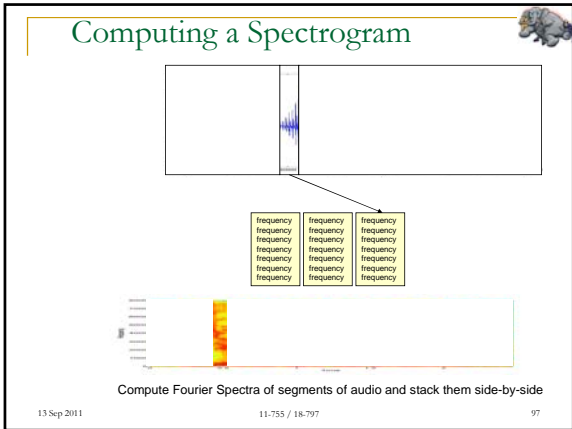 Computing a Spectrogram
frequency frequency frequency
frequency frequency frequency
frequency frequency frequency
frequency frequency frequency
frequency frequency frequency
frequency frequency frequency
frequency frequency frequency
Compute Fourier Spectra of segments of audio and stack them side-by-side
13 Sep 2011 11-755 / 18-797 97